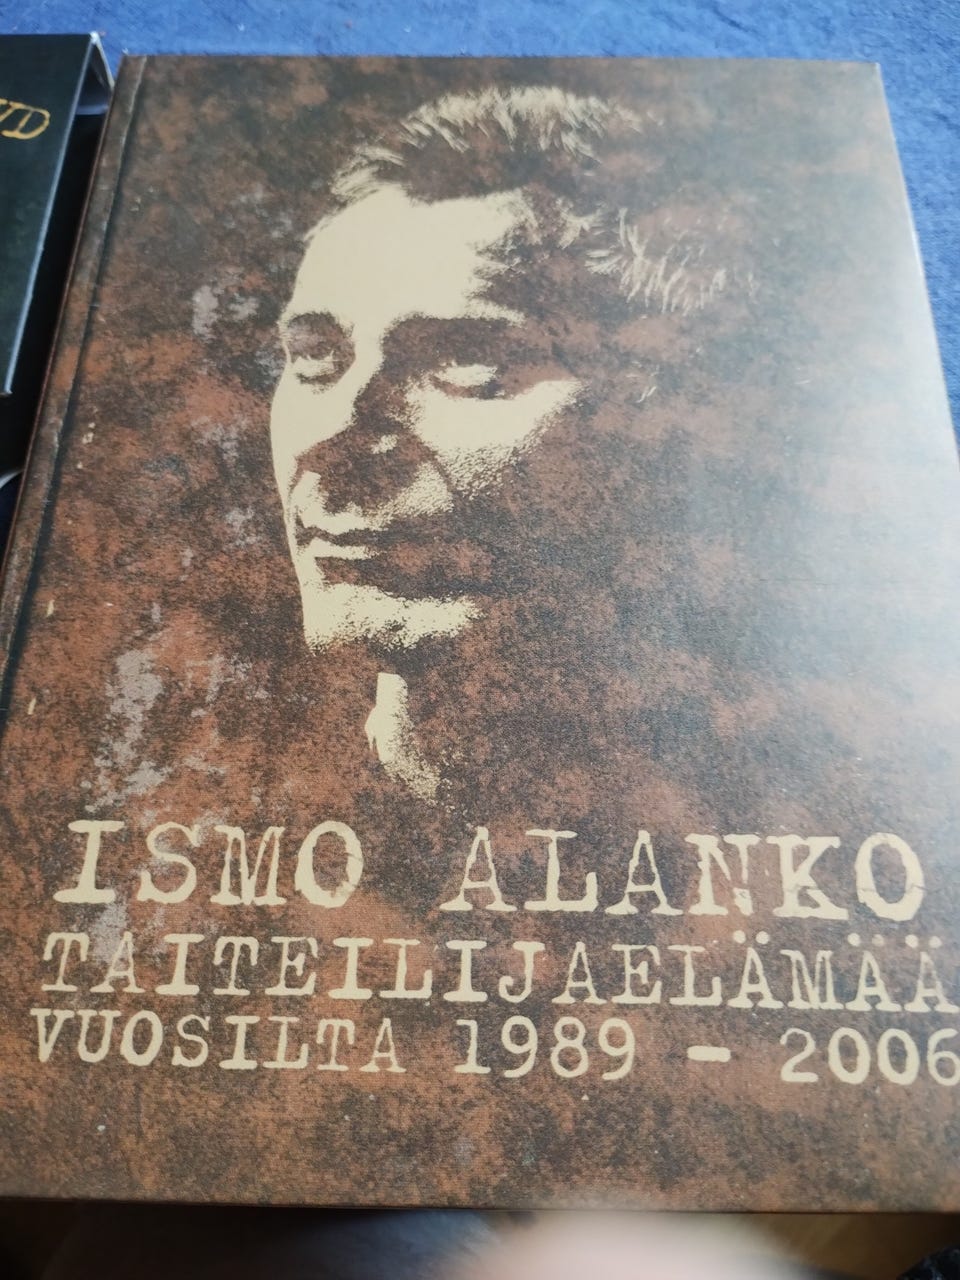 ISMO ALANKO
TAITEILIJAELÄMÄÄ
VUOSILTA 1989 - 2006